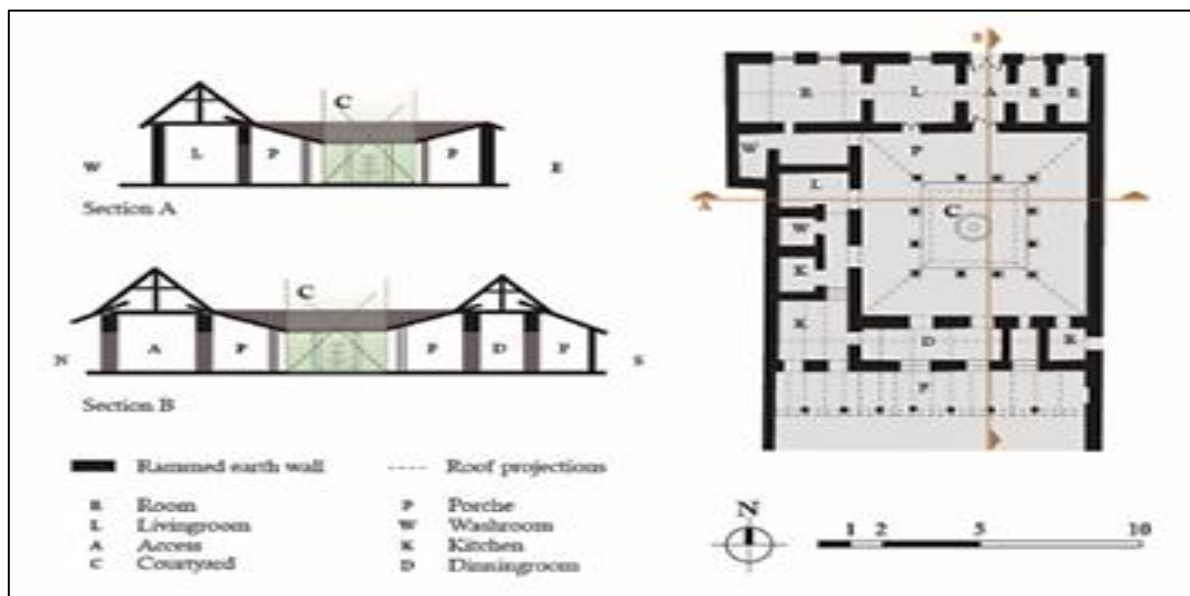 C
L
P
P
W
E
Section A
C
A
P
P
D
P
N
S
Section B
Rammed earth wall
Roof projections
R Room
P Porche
L Livingroom
W Washroom
A Access
K Kitchen
C Courtyard
D Dinningroom
B
R
L
A
R
R
W
P
L
A
C
W
K
K
D
R
P
N
1 2 5 10